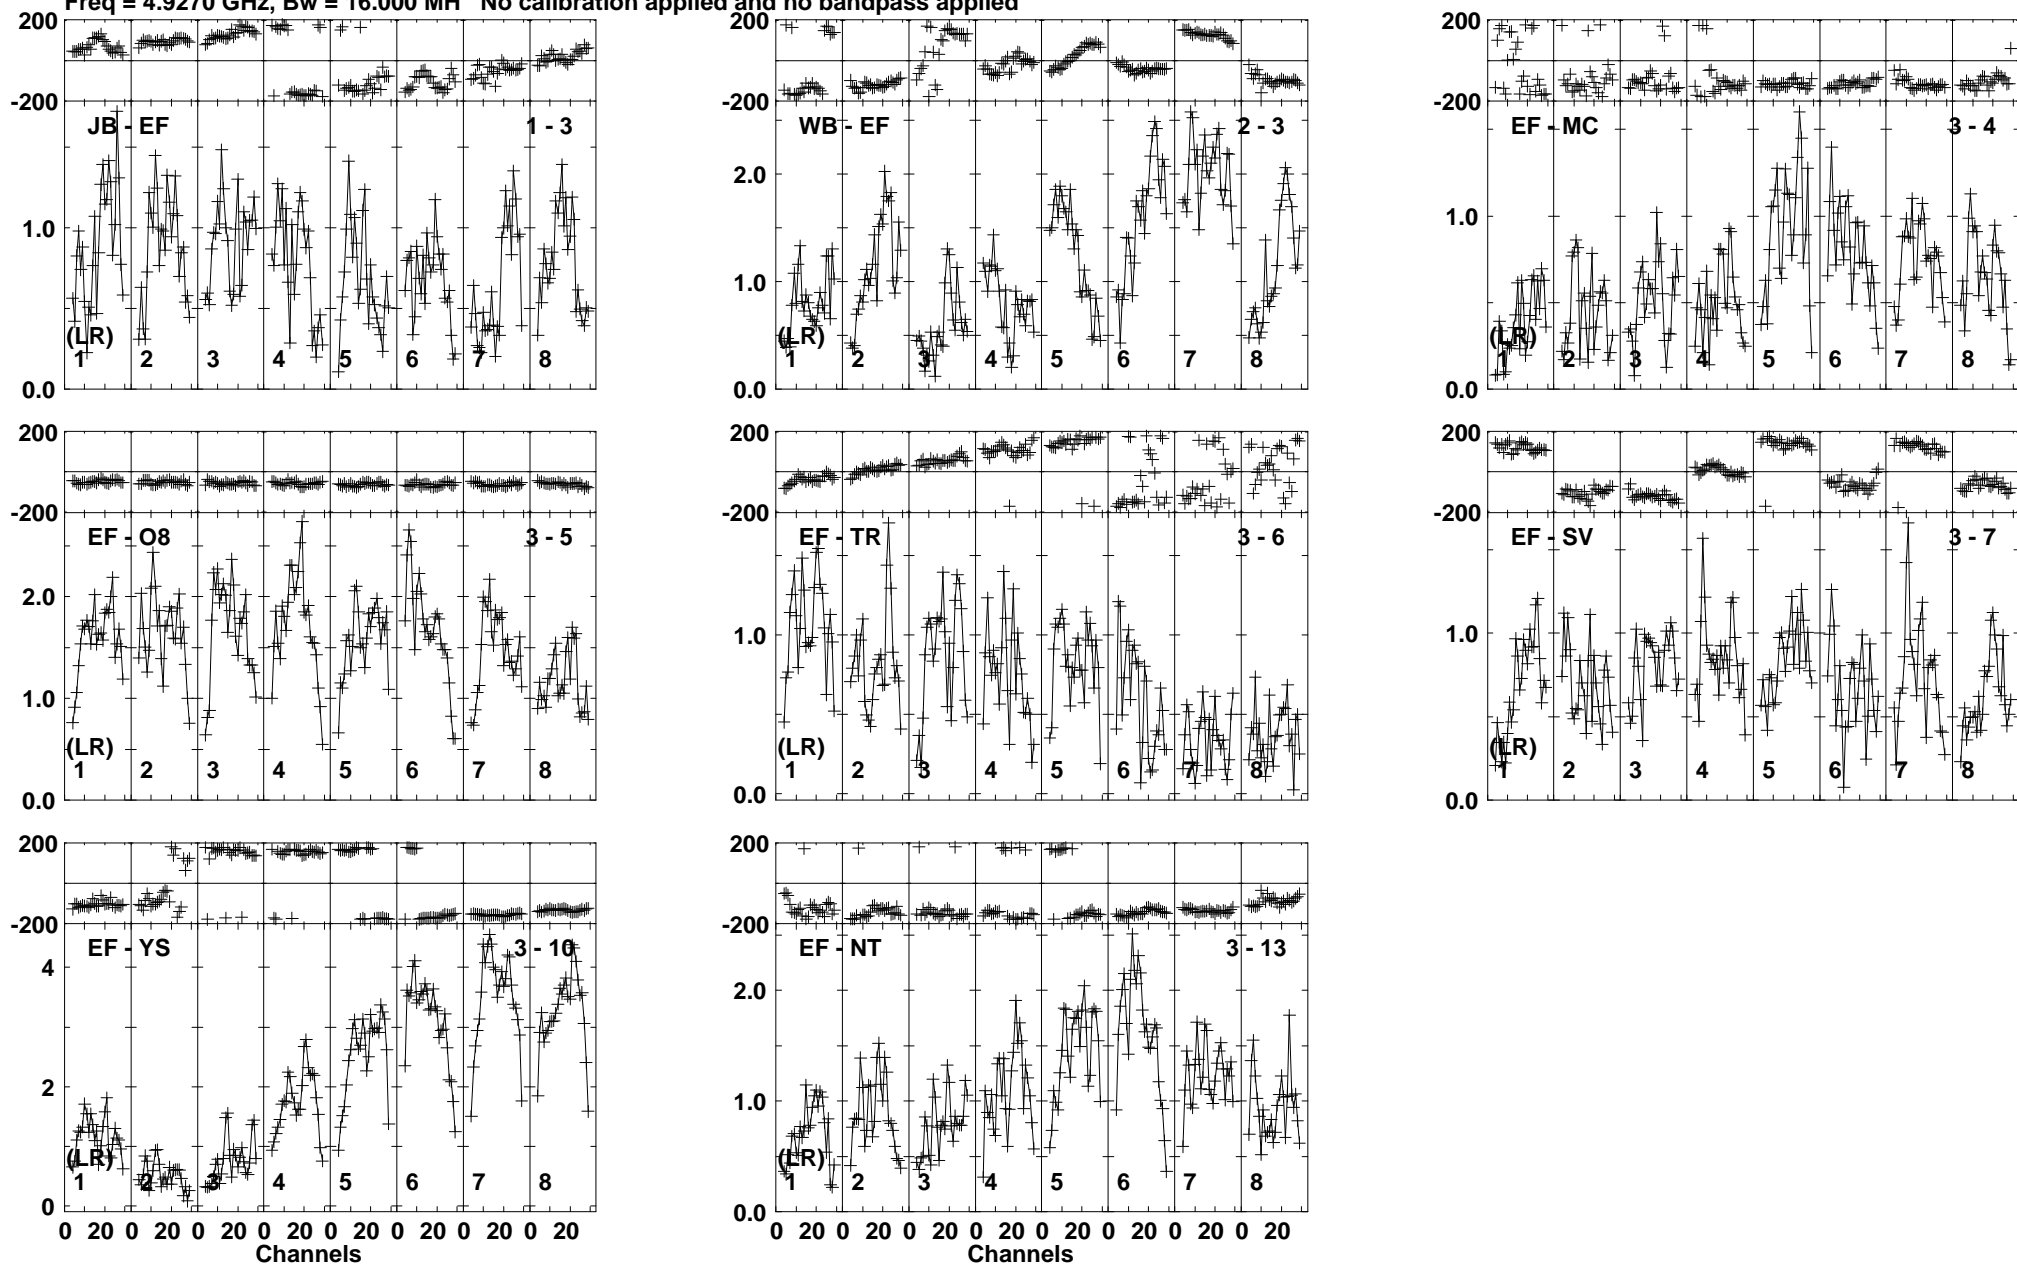 Freq = 4.9270 GHz, Bw = 16.000 MH No calibration applied and no bandpass applied
200 200 200
-200 -200 -200
JB - EF 1 - 3 WB - EF 2 - 3 EF - MC 3 - 4
2.0
1.0 1.0 1.0
(LR) (LR) (LR)
1 2 3 4 5 6 7 8 1 2 3 4 5 6 7 8 1 2 3 4 5 6 7 8
0.0 0.0 0.0
200 200 200
-200 -200 -200
EF - O8 3 - 5 EF - TR 3 - 6 EF - SV 3 - 7
2.0
1.0 1.0 1.0
(LR) (LR) (LR)
1 2 3 4 5 6 7 8 1 2 3 4 5 6 7 8 1 2 3 4 5 6 7 8
0.0 0.0 0.0
200 200
-200 -200
EF - YS 3 - 10 EF - NT 3 - 13
4 2.0
2 1.0
(LR) (LR)
1 2 3 4 5 6 7 8 1 2 3 4 5 6 7 8
0 0.0
0 20 0 20 0 20 0 20 0 20 0 20 0 20 0 20 0 20 0 20 0 20 0 20 0 20 0 20 0 20 0 20
Channels Channels